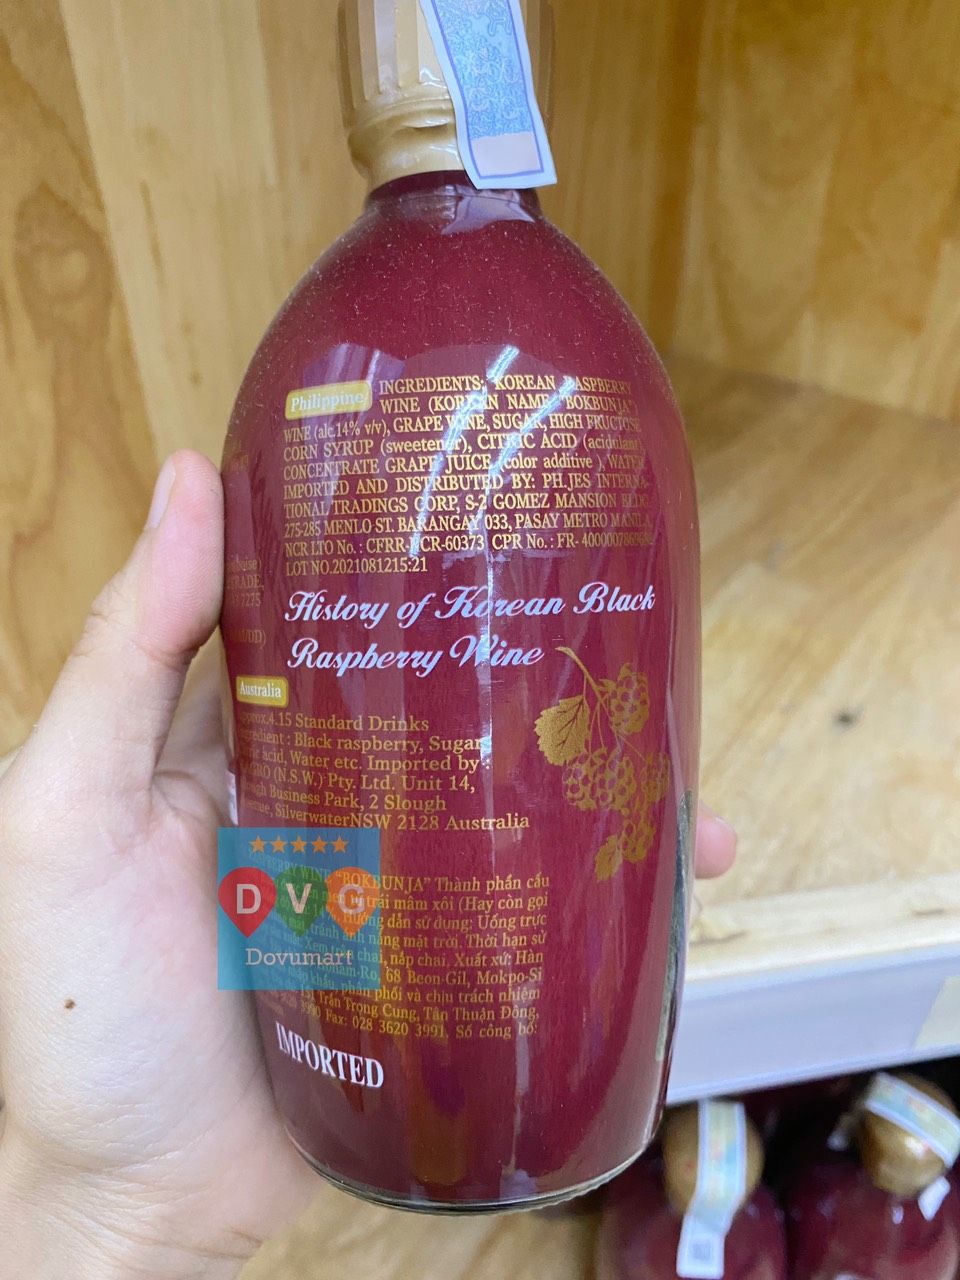 Philippine INGREDIENTS: KOREAN RASPBERRY
WINE (KOREAN NAME "BOKBUNJA")
WINE (alc.14% v/v), GRAPE WINE, SUGAR, HIGH FRUCTOSE
CORN SYRUP (sweetener), CITRIC ACID (acidulant)
CONCENTRATE GRAPE JUICE (color additive ), WATER
IMPORTED AND DISTRIBUTED BY: PH.JES INTERNA-
TIONAL TRADINGS CORP, S-2 GOMEZ MANSION BLDG.
275-285 MENLO ST. BARANGAY 033, PASAY METRO MANILA,
NCR LTO No. : CFRR-NCR-60373 CPR No. : FR-
LOT NO.2021081215:21
TRADE,
7275
History of Korean Black
Raspberry Wine
Australia
4.15 Standard Drinks
: Black raspberry, Sugar,
acid, Water etc. Imported by :
(N.S.W.) Pty. Ltd. Unit 14,
Business Park, 2 Slough
SilverwaterNSW 2128 Australia
WINE "BOKBUNJA" Thành phần cấu
trái mâm xôi (Hay còn gọi
14%. Hướng dẫn sử dụng: Uống trực
mát, tránh ánh nắng mặt trời. Thời hạn sử
Xem trên chai, nắp chai. Xuất xứ: Hàn
68 Beon-Gil, Mokpo-Si
khẩu, phân phối và chịu trách nhiệm
Trần Trọng Cung, Tân Thuận Đông,
3990 Fax: 028 3620 3991. Số công bố:
IMPORTED
DVG
Dovumart